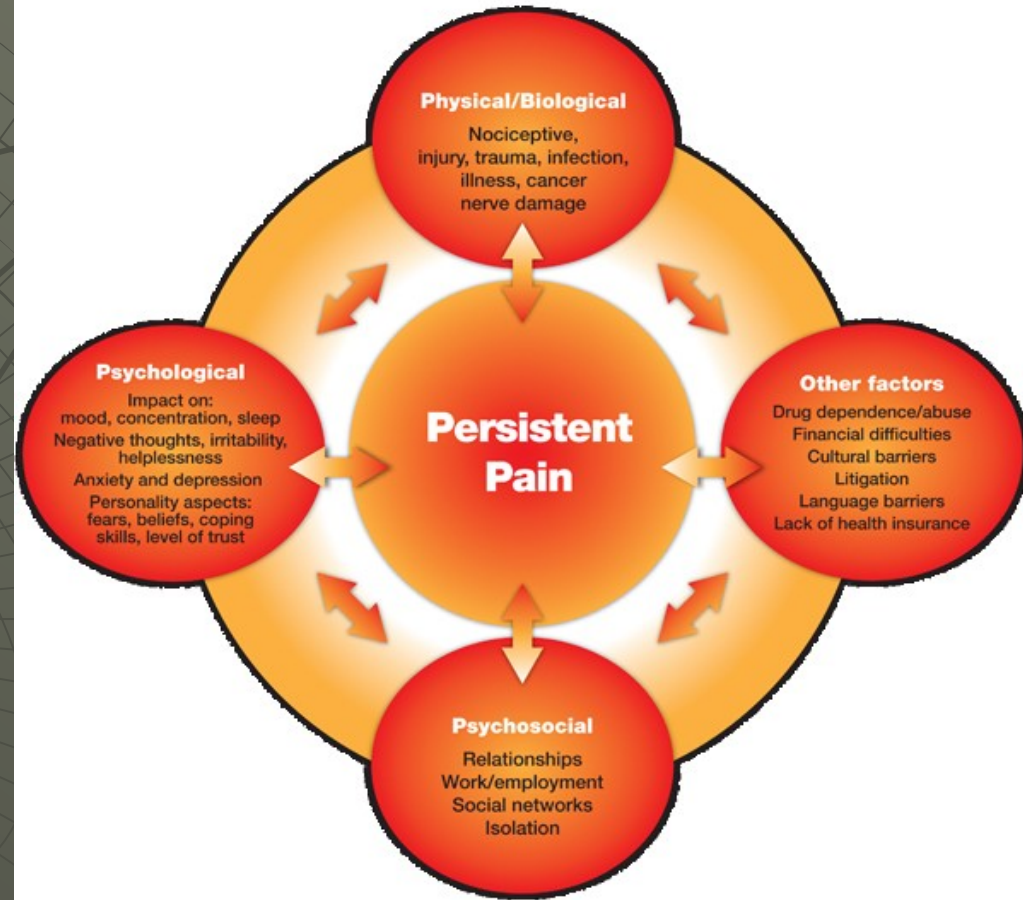 Physical/Biological
Nociceptive,
injury, trauma, infection,
illness, cancer
nerve damage
Psychological
Impact on:
mood, concentration, sleep
Negative thoughts, irritability,
helplessness
Anxiety and depression
Personality aspects:
fears, beliefs, coping
skills, level of trust
Persistent
Pain
Other factors
Drug dependence/abuse
Financial difficulties
Cultural barriers
Litigation
Language barriers
Lack of health insurance
Psychosocial
Relationships
Work/employment
Social networks
Isolation